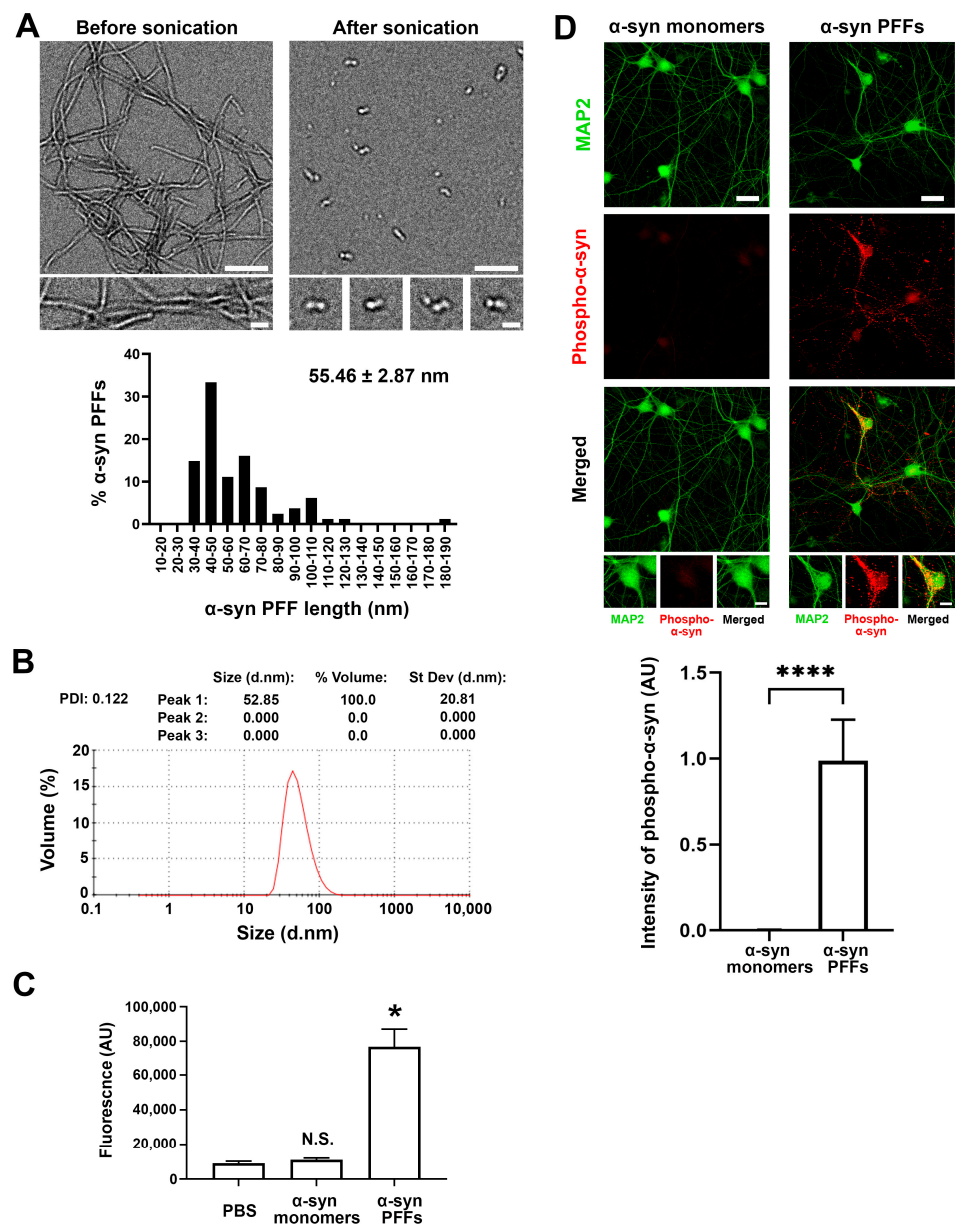 A
Before sonication
After sonication
40
30
20
10
0
% α-syn PFFs
55.46 ± 2.87 nm
10-20
20-30
30-40
40-50
50-60
60-70
70-80
80-90
90-100
100-110
110-120
120-130
130-140
140-150
150-160
160-170
170-180
180-190
α-syn PFF length (nm)
B
Size (d.nm): % Volume: St Dev (d.nm):
PDI: 0.122 Peak 1: 52.85 100.0 20.81
Peak 2: 0.000 0.0 0.000
Peak 3: 0.000 0.0 0.000
20
15
10
5
0
Volume (%)
0.1 1 10 100 1000 10,000
Size (d.nm)
C
100,000
80,000
60,000
40,000
20,000
0
Fluorescnce (AU)
N.S.
*
PBS
α-syn
monomers
α-syn
PFFs
D
α-syn monomers
α-syn PFFs
MAP2
Phospho-α-syn
Merged
MAP2 Phospho-
α-syn Merged
MAP2 Phospho-
α-syn Merged
Intensity of phospho-α-syn (AU)
1.5
1.0
0.5
0.0
****
α-syn
monomers
α-syn
PFFs